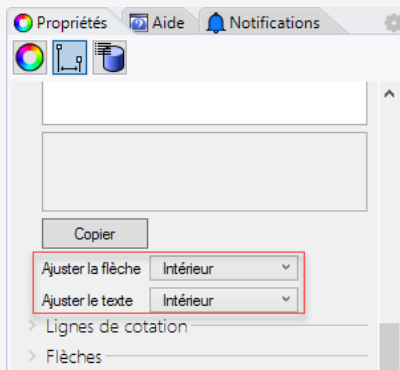 Propriétés Aide Notifications
Copier
Ajuster la flèche Intérieur
Ajuster le texte Intérieur
Lignes de cotation
Flèches